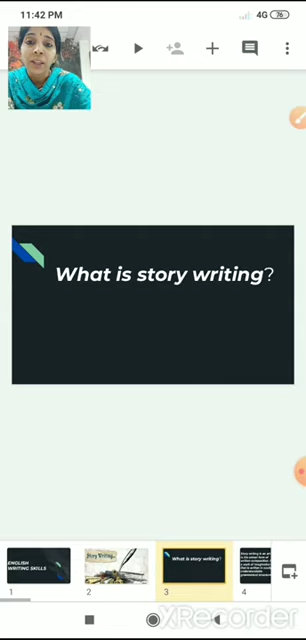 11:42 PM
4G 76
What is story writing?
ENGLISH
WRITING SKILLS
Story Writing
What is story writing?
1
2
3
4
XRecorder